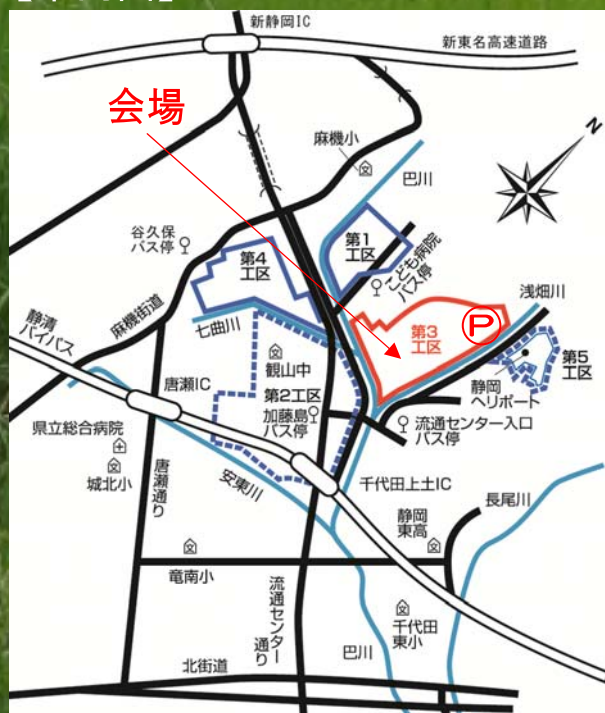 新静岡IC
新東名高速道路
会場
麻機小
巴川
N
谷久保
バス停
第4
工区
第1
工区
こども病院
バス停
浅畑川
麻機街道
静清
バイパス
七曲川
第3
工区
P
第5
工区
観山中
静岡
ヘリポート
唐瀬IC
第2工区
加藤島
バス停
流通センター入口
バス停
県立総合病院
城北小
唐瀬通り
安東川
千代田上土IC
長尾川
静岡
東高
竜南小
流通センター
通り
千代田
東小
北街道
巴川